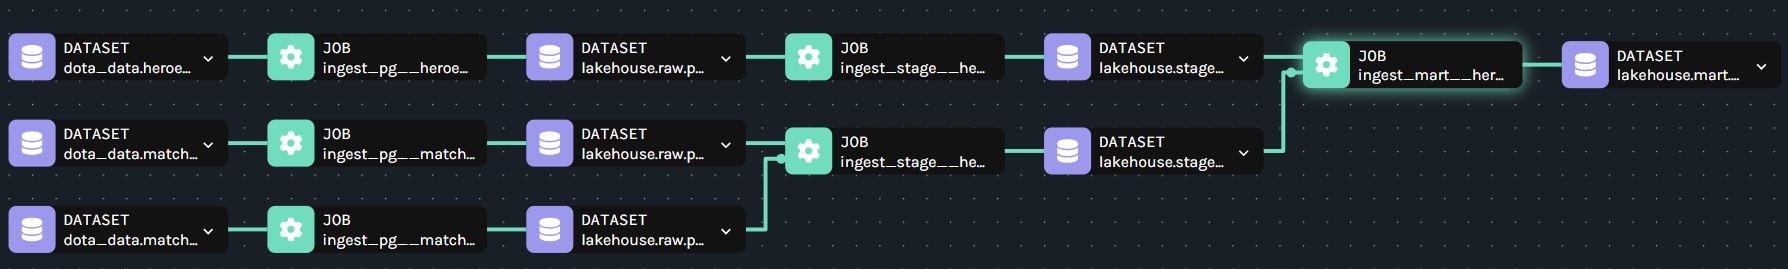 DATASET
dota_data.heroe...
JOB
ingest_pg__heroe...
DATASET
lakehouse.raw.p...
JOB
ingest_stage__he...
DATASET
lakehouse.stage...
JOB
ingest_mart__her...
DATASET
lakehouse.mart...
DATASET
dota_data.match...
JOB
ingest_pg__match...
DATASET
lakehouse.raw.p...
JOB
ingest_stage__he...
DATASET
lakehouse.stage...
DATASET
dota_data.match...
JOB
ingest_pg__match...
DATASET
lakehouse.raw.p...